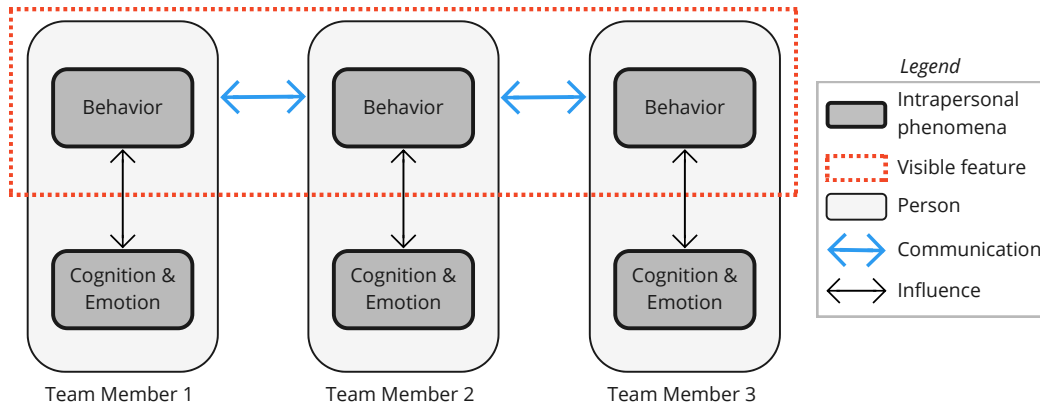 Behavior
Behavior
Behavior
Cognition &
Emotion
Cognition &
Emotion
Cognition &
Emotion
Team Member 1
Team Member 2
Team Member 3
Legend
Intrapersonal
phenomena
Visible feature
Person
Communication
Influence